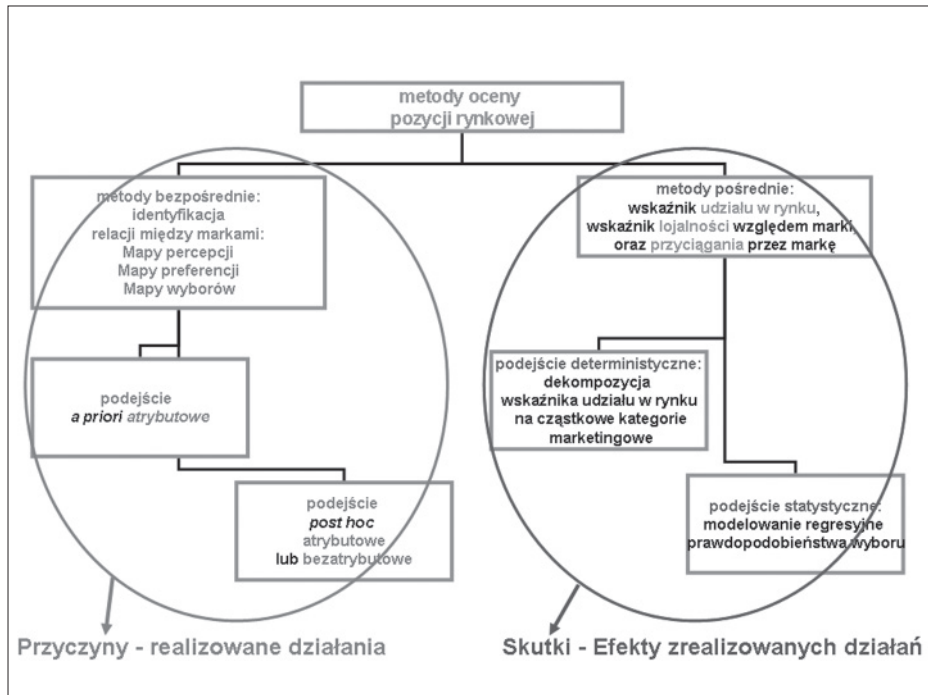 metody oceny
pozycji rynkowej
metody bezpośrednie:
identyfikacja
relacji między markami:
Mapy percepcji
Mapy preferencji
Mapy wyborów
metody pośrednie:
wskaźnik udziału w rynku,
wskaźnik lojalności względem marki
oraz przyciągania przez markę
podejście
a priori atrybutowe
podejście deterministyczne:
dekompozycja
wskaźnika udziału w rynku
na cząstkowe kategorie
marketingowe
podejście
post hoc
atrybutowe
lub bezatrybutowe
podejście statystyczne:
modelowanie regresyjne
prawdopodobieństwa wyboru
Przyczyny - realizowane działania
Skutki - Efekty zrealizowanych działań